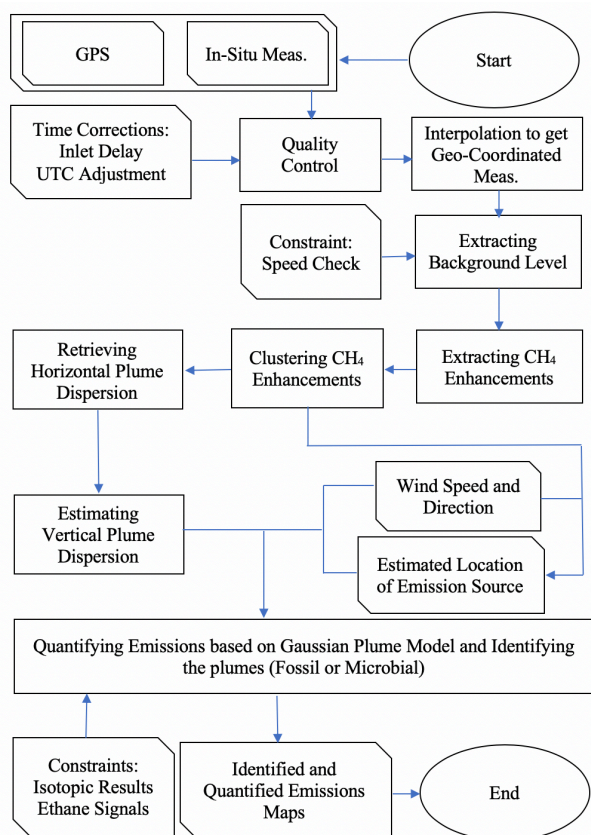 GPS
In-Situ Meas.
Start
Time Corrections:
Inlet Delay
UTC Adjustment
Quality
Control
Interpolation to get
Geo-Coordinated
Meas.
Constraint:
Speed Check
Extracting
Background Level
Retrieving
Horizontal Plume
Dispersion
Clustering CH₄
Enhancements
Extracting CH₄
Enhancements
Estimating
Vertical Plume
Dispersion
Wind Speed and
Direction
Estimated Location
of Emission Source
Quantifying Emissions based on Gaussian Plume Model and Identifying
the plumes (Fossil or Microbial)
Constraints:
Isotopic Results
Ethane Signals
Identified and
Quantified Emissions
Maps
End